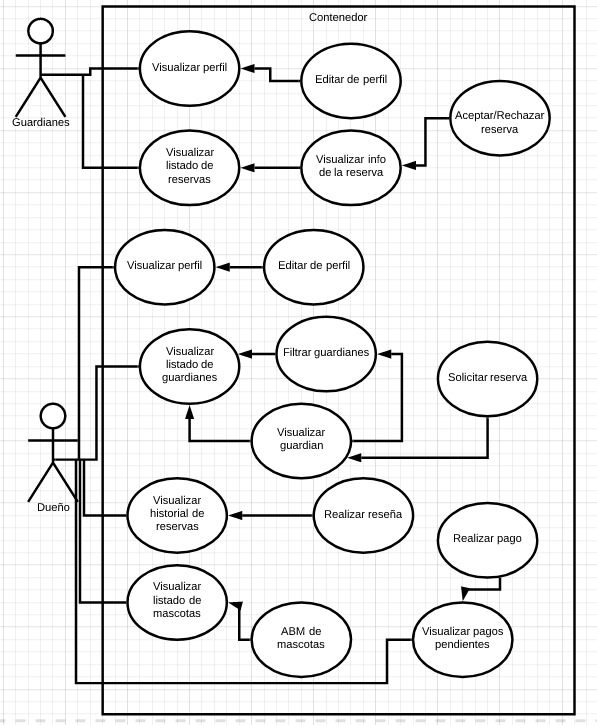 Contenedor
Visualizar perfil
Editar de perfil
Guardianes
Aceptar/Rechazar
reserva
Visualizar
listado de
reservas
Visualizar info
de la reserva
Visualizar perfil
Editar de perfil
Visualizar
listado de
guardianes
Filtrar guardianes
Solicitar reserva
Visualizar
guardian
Dueño
Visualizar
historial de
reservas
Realizar reseña
Realizar pago
Visualizar
listado de
mascotas
ABM de
mascotas
Visualizar pagos
pendientes